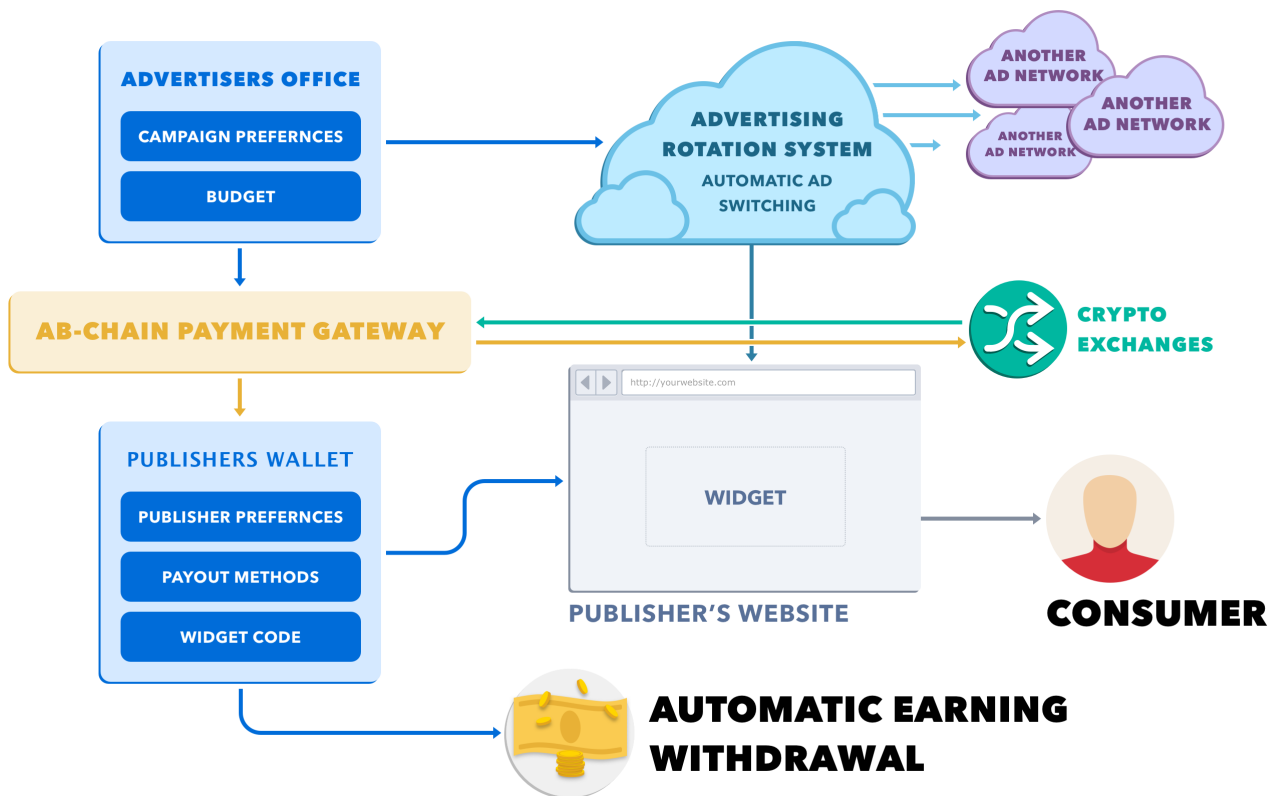 ADVERTISERS OFFICE
CAMPAIGN PREFERNCES
BUDGET
ADVERTISING
ROTATION SYSTEM
AUTOMATIC AD
SWITCHING
ANOTHER
AD NETWORK
ANOTHER
AD NETWORK
ANOTHER
AD NETWORK
AB-CHAIN PAYMENT GATEWAY
CRYPTO
EXCHANGES
http://yourwebsite.com
WIDGET
PUBLISHER’S WEBSITE
PUBLISHERS WALLET
PUBLISHER PREFERNCES
PAYOUT METHODS
WIDGET CODE
CONSUMER
AUTOMATIC EARNING
WITHDRAWAL